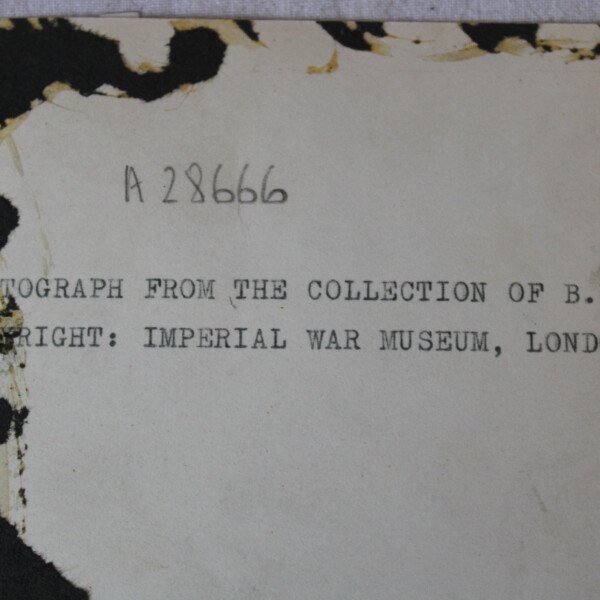 A 28666
TOGRAPH FROM THE COLLECTION OF B.
RIGHT: IMPERIAL WAR MUSEUM, LOND